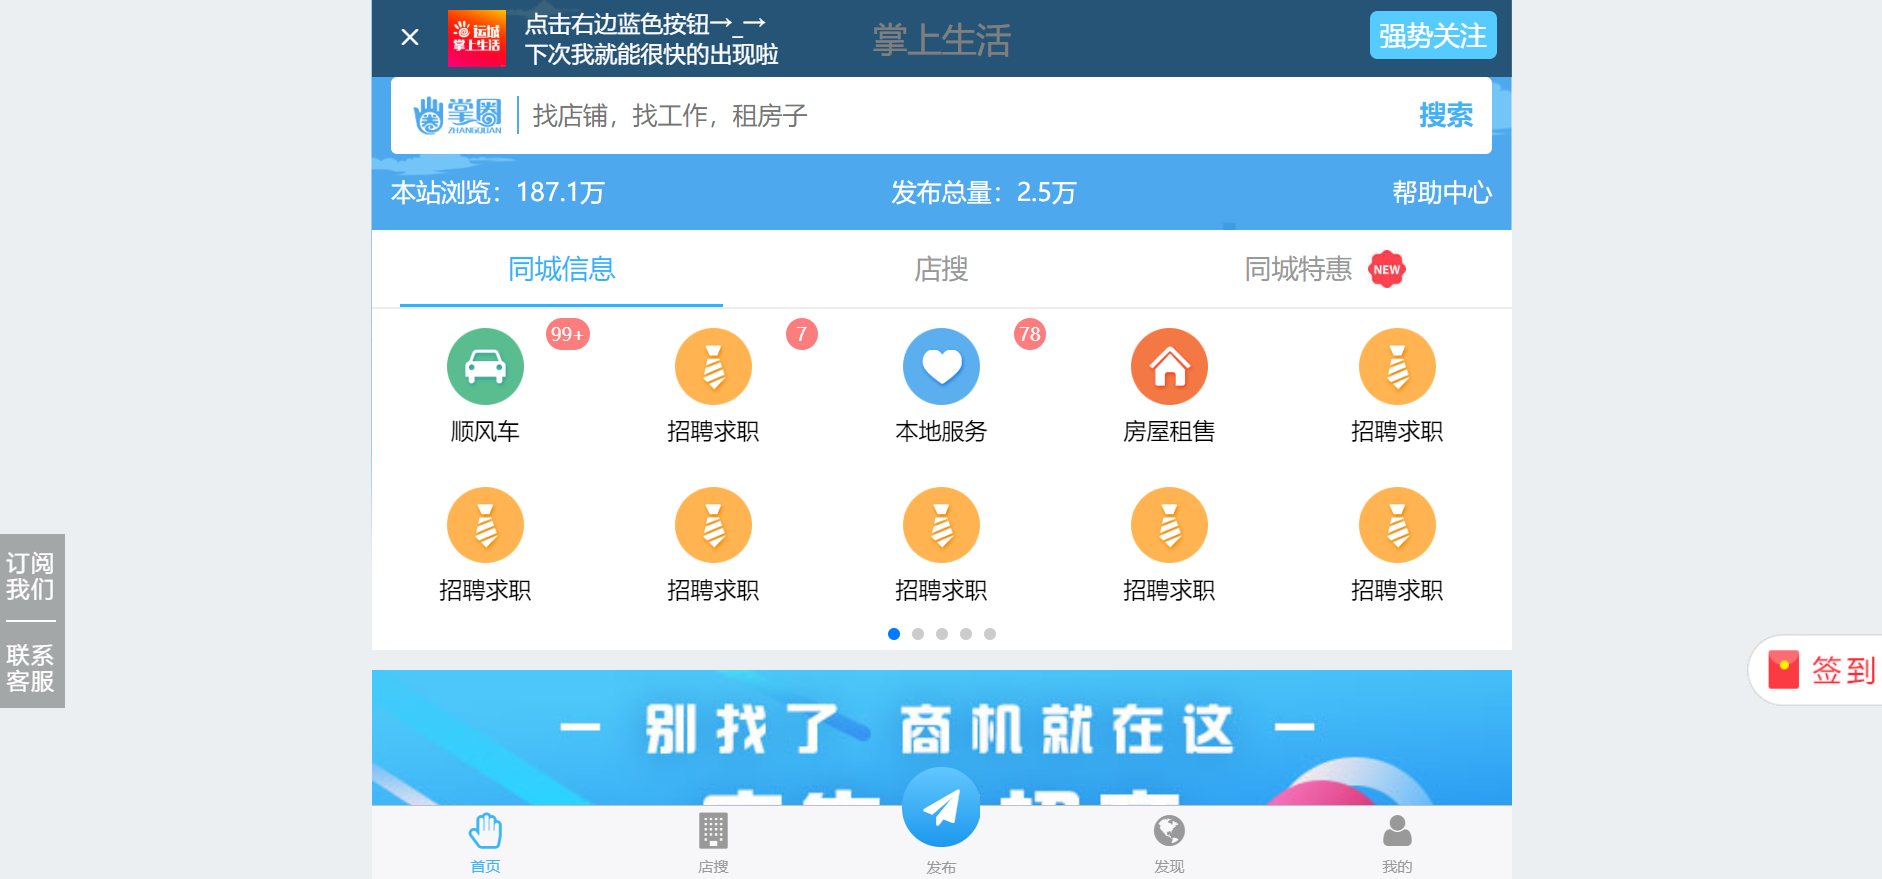 点击右边蓝色按钮→_→
下次我就能很快的出现啦
运城
掌上生活
掌上生活
强势关注
掌圈
ZHANGQUAN
找店铺，找工作，租房子
搜索
本站浏览：187.1万
发布总量：2.5万
帮助中心
同城信息
店搜
同城特惠
NEW
99+
7
78
顺风车
招聘求职
本地服务
房屋租售
招聘求职
招聘求职
招聘求职
招聘求职
招聘求职
招聘求职
订阅
我们
联系
客服
签到
别找了 商机就在这
首页
店搜
发布
发现
我的